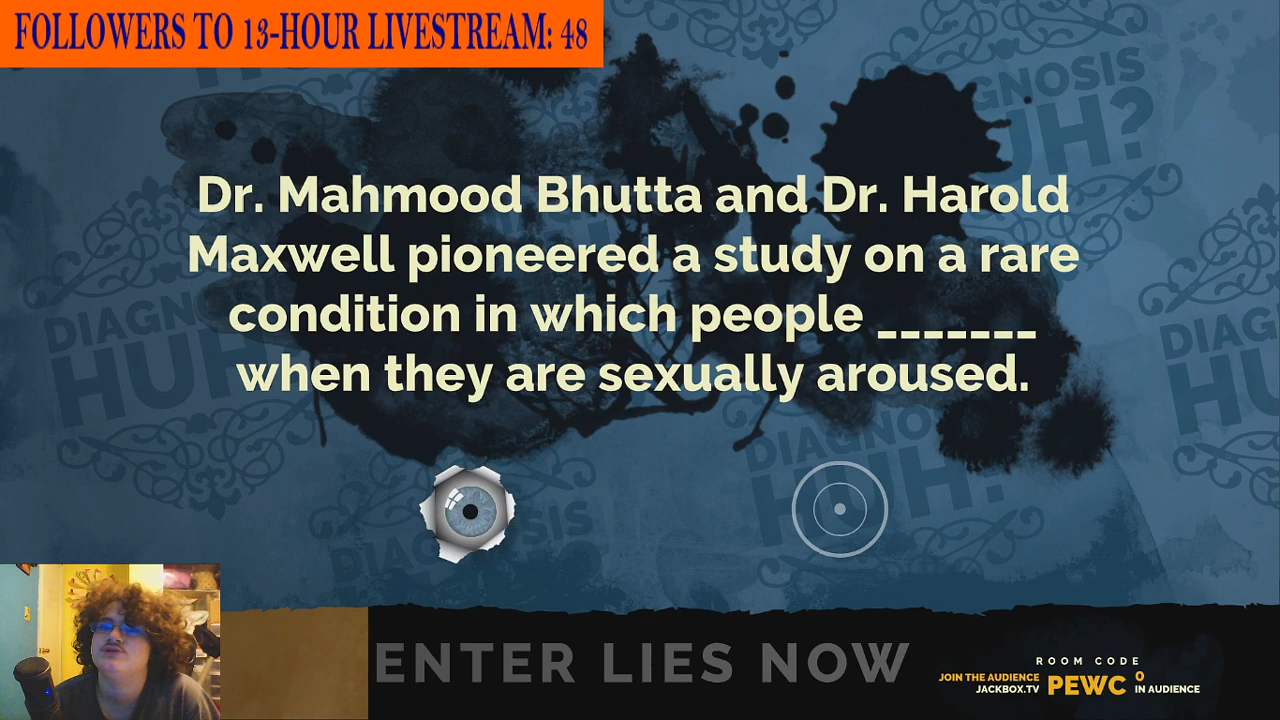 FOLLOWERS TO 13-HOUR LIVESTREAM: 48
DIAGNOSIS
HUH?
Dr. Mahmood Bhutta and Dr. Harold
Maxwell pioneered a study on a rare
condition in which people _______
when they are sexually aroused.
ENTER LIES NOW
ROOM CODE
JOIN THE AUDIENCE
JACKBOX.TV
PEWC
0
IN AUDIENCE